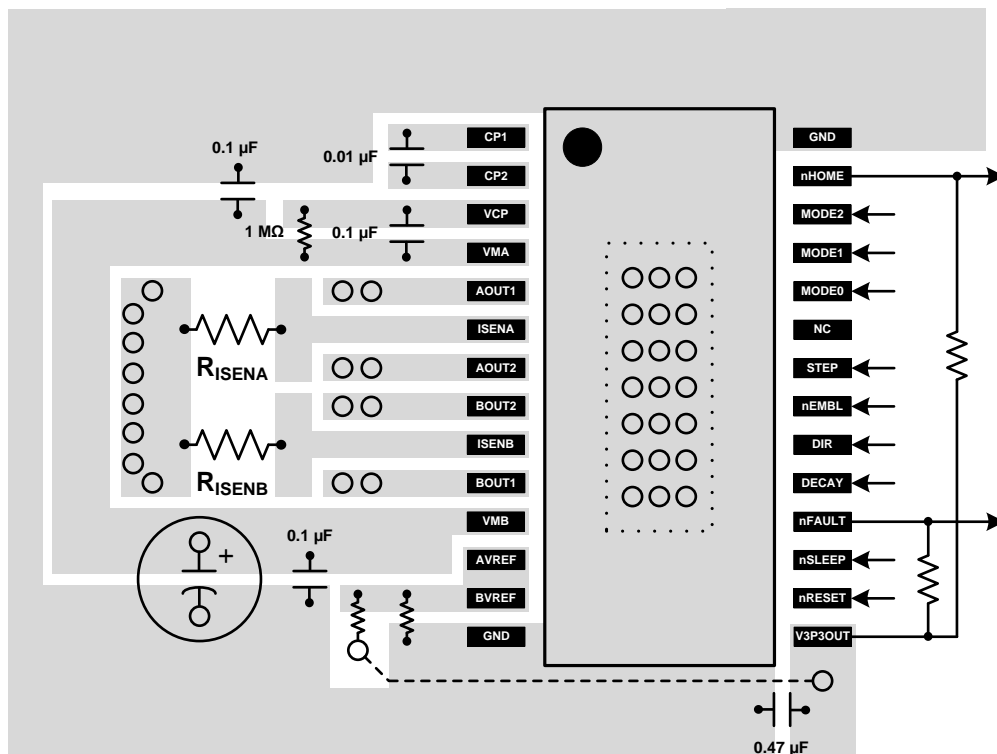 CP1
GND
0.1 µF
0.01 µF
CP2
nHOME
VCP
MODE2
1 MΩ
0.1 µF
VMA
MODE1
AOUT1
MODE0
ISENA
NC
RISENA
AOUT2
STEP
BOUT2
nEMBL
ISENB
DIR
RISENB
BOUT1
DECAY
VMB
nFAULT
0.1 µF
+
AVREF
nSLEEP
BVREF
nRESET
GND
V3P3OUT
0.47 µF